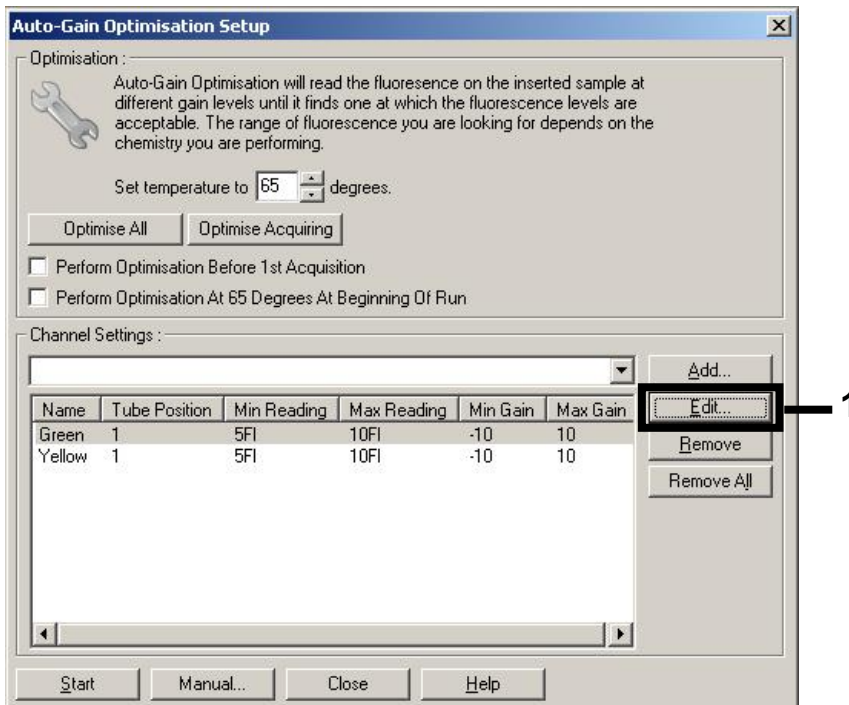 Auto-Gain Optimisation Setup
Optimisation :
Auto-Gain Optimisation will read the fluoresence on the inserted sample at
different gain levels until it finds one at which the fluorescence levels are
acceptable. The range of fluorescence you are looking for depends on the
chemistry you are performing.
Set temperature to 65 degrees.
Optimise All Optimise Acquiring
Perform Optimisation Before 1st Acquisition
Perform Optimisation At 65 Degrees At Beginning Of Run
Channel Settings :
Add...
Edit... 1
Remove
Remove All
Name Tube Position Min Reading Max Reading Min Gain Max Gain
Green 1 5Fl 10Fl -10 10
Yellow 1 5Fl 10Fl -10 10
Start Manual... Close Help